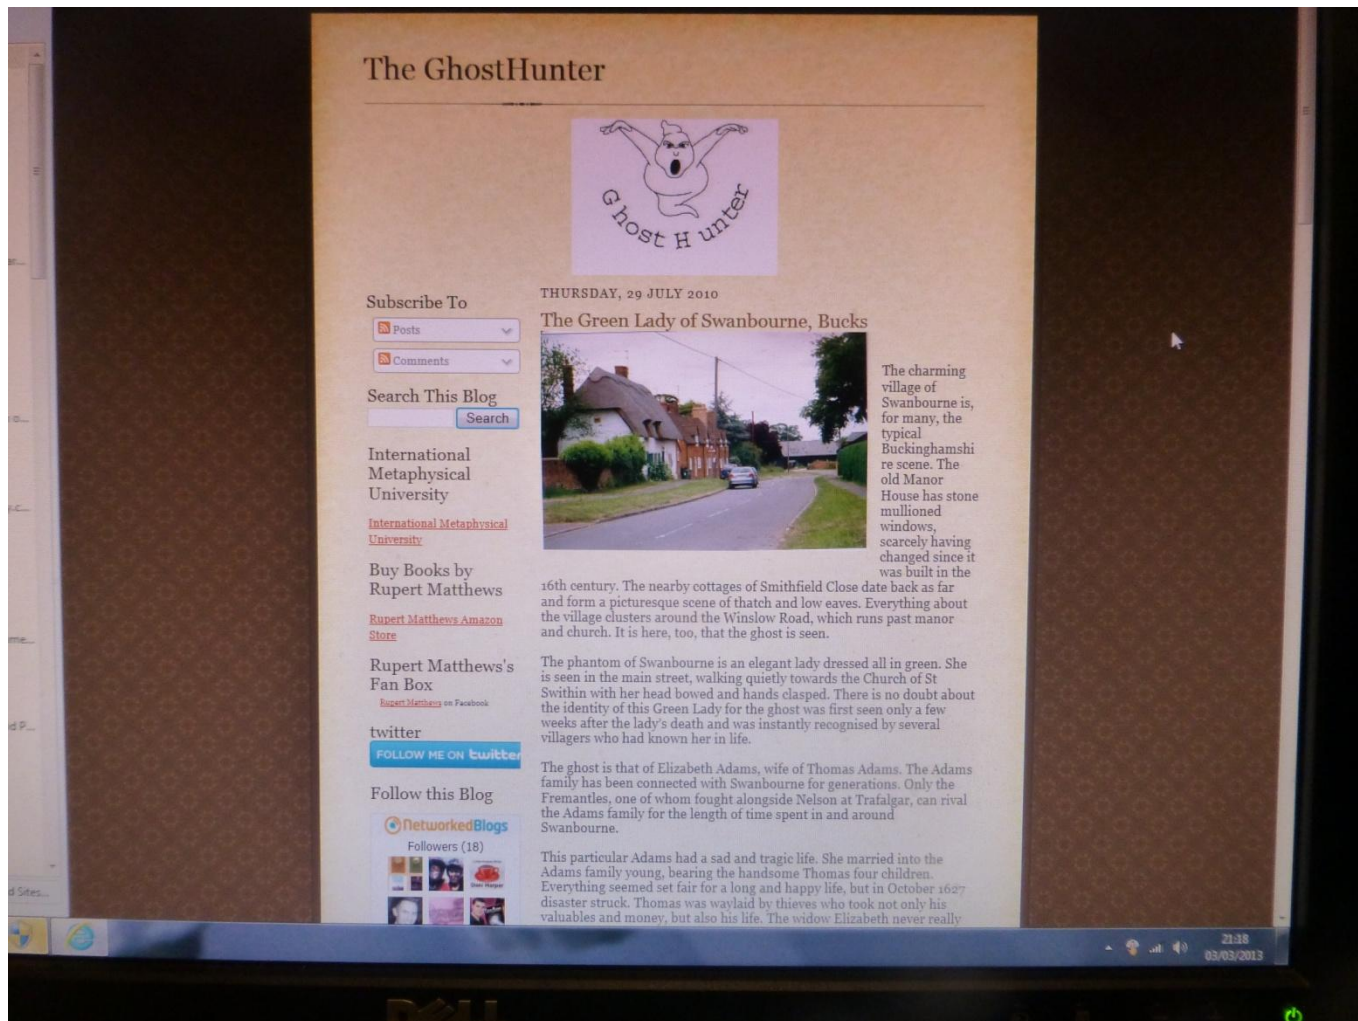 The GhostHunter
Ghost Hunter
Subscribe To
Posts
Comments
Search This Blog
Search
International
Metaphysical
University
International Metaphysical
University
Buy Books by
Rupert Matthews
Rupert Matthews Amazon
Store
Rupert Matthews's
Fan Box
Rupert Matthews on Facebook
twitter
FOLLOW ME ON twitter
Follow this Blog
NetworkedBlogs
Followers (18)
THURSDAY, 29 JULY 2010
The Green Lady of Swanbourne, Bucks
The charming
village of
Swanbourne is,
for many, the
typical
Buckinghamshi
re scene. The
old Manor
House has stone
mullioned
windows,
scarcely having
changed since it
was built in the
16th century. The nearby cottages of Smithfield Close date back as far
and form a picturesque scene of thatch and low eaves. Everything about
the village clusters around the Winslow Road, which runs past manor
and church. It is here, too, that the ghost is seen.
The phantom of Swanbourne is an elegant lady dressed all in green. She
is seen in the main street, walking quietly towards the Church of St
Swithin with her head bowed and hands clasped. There is no doubt about
the identity of this Green Lady for the ghost was first seen only a few
weeks after the lady's death and was instantly recognised by several
villagers who had known her in life.
The ghost is that of Elizabeth Adams, wife of Thomas Adams. The Adams
family has been connected with Swanbourne for generations. Only the
Fremantles, one of whom fought alongside Nelson at Trafalgar, can rival
the Adams family for the length of time spent in and around
Swanbourne.
This particular Adams had a sad and tragic life. She married into the
Adams family young, bearing the handsome Thomas four children.
Everything seemed set fair for a long and happy life, but in October 1627
disaster struck. Thomas was waylaid by thieves who took not only his
valuables and money, but also his life. The widow Elizabeth never really
d Sites...
21:18
03/03/2013
DELL